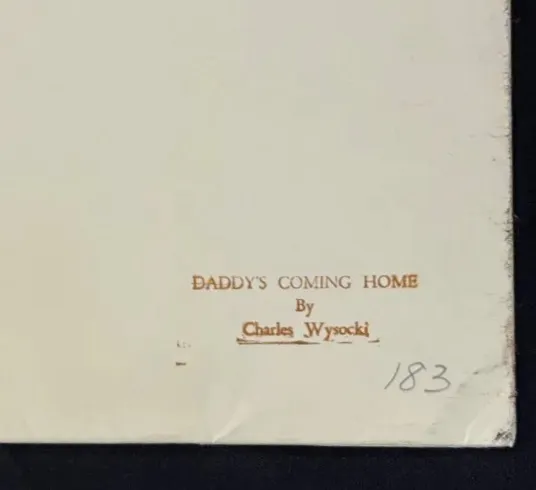 DADDY'S COMING HOME
By
Charles Wysocki
183